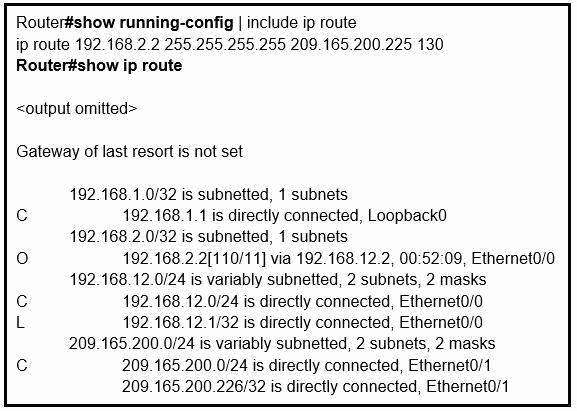 Router#show running-config | include ip route
ip route 192.168.2.2 255.255.255.255 209.165.200.225 130
Router#show ip route
<output omitted>
Gateway of last resort is not set
192.168.1.0/32 is subnetted, 1 subnets
C 192.168.1.1 is directly connected, Loopback0
192.168.2.0/32 is subnetted, 1 subnets
O 192.168.2.2[110/11] via 192.168.12.2, 00:52:09, Ethernet0/0
192.168.12.0/24 is variably subnetted, 2 subnets, 2 masks
C 192.168.12.0/24 is directly connected, Ethernet0/0
L 192.168.12.1/32 is directly connected, Ethernet0/0
209.165.200.0/24 is variably subnetted, 2 subnets, 2 masks
C 209.165.200.0/24 is directly connected, Ethernet0/1
209.165.200.226/32 is directly connected, Ethernet0/1